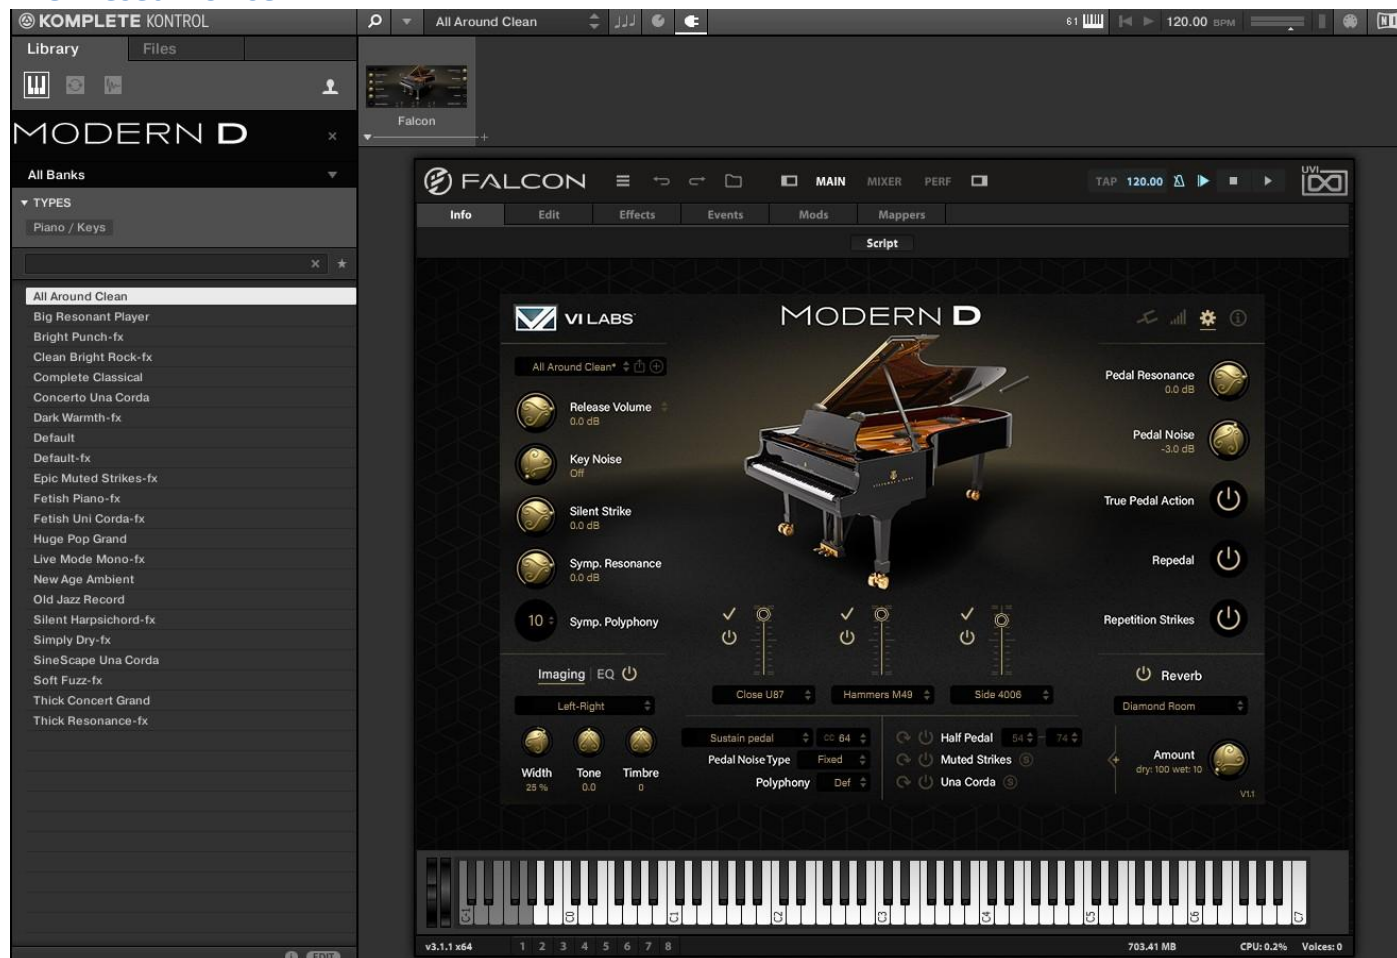 KOMPLETE KONTROL
All Around Clean
61
120.00 BPM
Library Files
MODERN D
All Banks
TYPES
Piano / Keys
All Around Clean
Big Resonant Player
Bright Punch-fx
Clean Bright Rock-fx
Complete Classical
Concerto Una Corda
Dark Warmth-fx
Default
Default-fx
Epic Muted Strikes-fx
Fetish Piano-fx
Fetish Uni Corda-fx
Huge Pop Grand
Live Mode Mono-fx
New Age Ambient
Old Jazz Record
Silent Harpsichord-fx
Simply Dry-fx
SineScape Una Corda
Soft Fuzz-fx
Thick Concert Grand
Thick Resonance-fx
EDIT
Falcon
FALCON MAIN MIXER PERF TAP 120.00 UVI
Info Edit Effects Events Mods Mappers
Script
VI LABS
MODERN D
All Around Clean*
Release Volume
0.0 dB
Key Noise
Off
Silent Strike
0.0 dB
Symp. Resonance
0.0 dB
10 Symp. Polyphony
Imaging EQ
Left-Right
Width Tone Timbre
25 % 0.0 0
STEINWAY & SONS
Close U87 Hammers M49 Side 4006
Sustain pedal CC 64
Pedal Noise Type Fixed
Polyphony Def
Half Pedal 54 - 74
Muted Strikes S
Una Corda S
Pedal Resonance
0.0 dB
Pedal Noise
-3.0 dB
True Pedal Action
Repedal
Repetition Strikes
Reverb
Diamond Room
Amount
dry: 100 wet: 10
V1.1
C-1 C0 C1 C2 C3 C4 C5 C6 C7
v3.1.1 x64 1 2 3 4 5 6 7 8 703.41 MB CPU: 0.2% Voices: 0